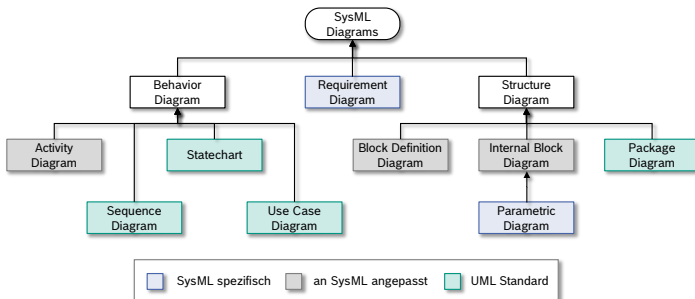 SysML
Diagrams
Behavior
Diagram
Requirement
Diagram
Structure
Diagram
Activity
Diagram
Statechart
Block Definition
Diagram
Internal Block
Diagram
Package
Diagram
Sequence
Diagram
Use Case
Diagram
Parametric
Diagram
SysML spezifisch
an SysML angepasst
UML Standard